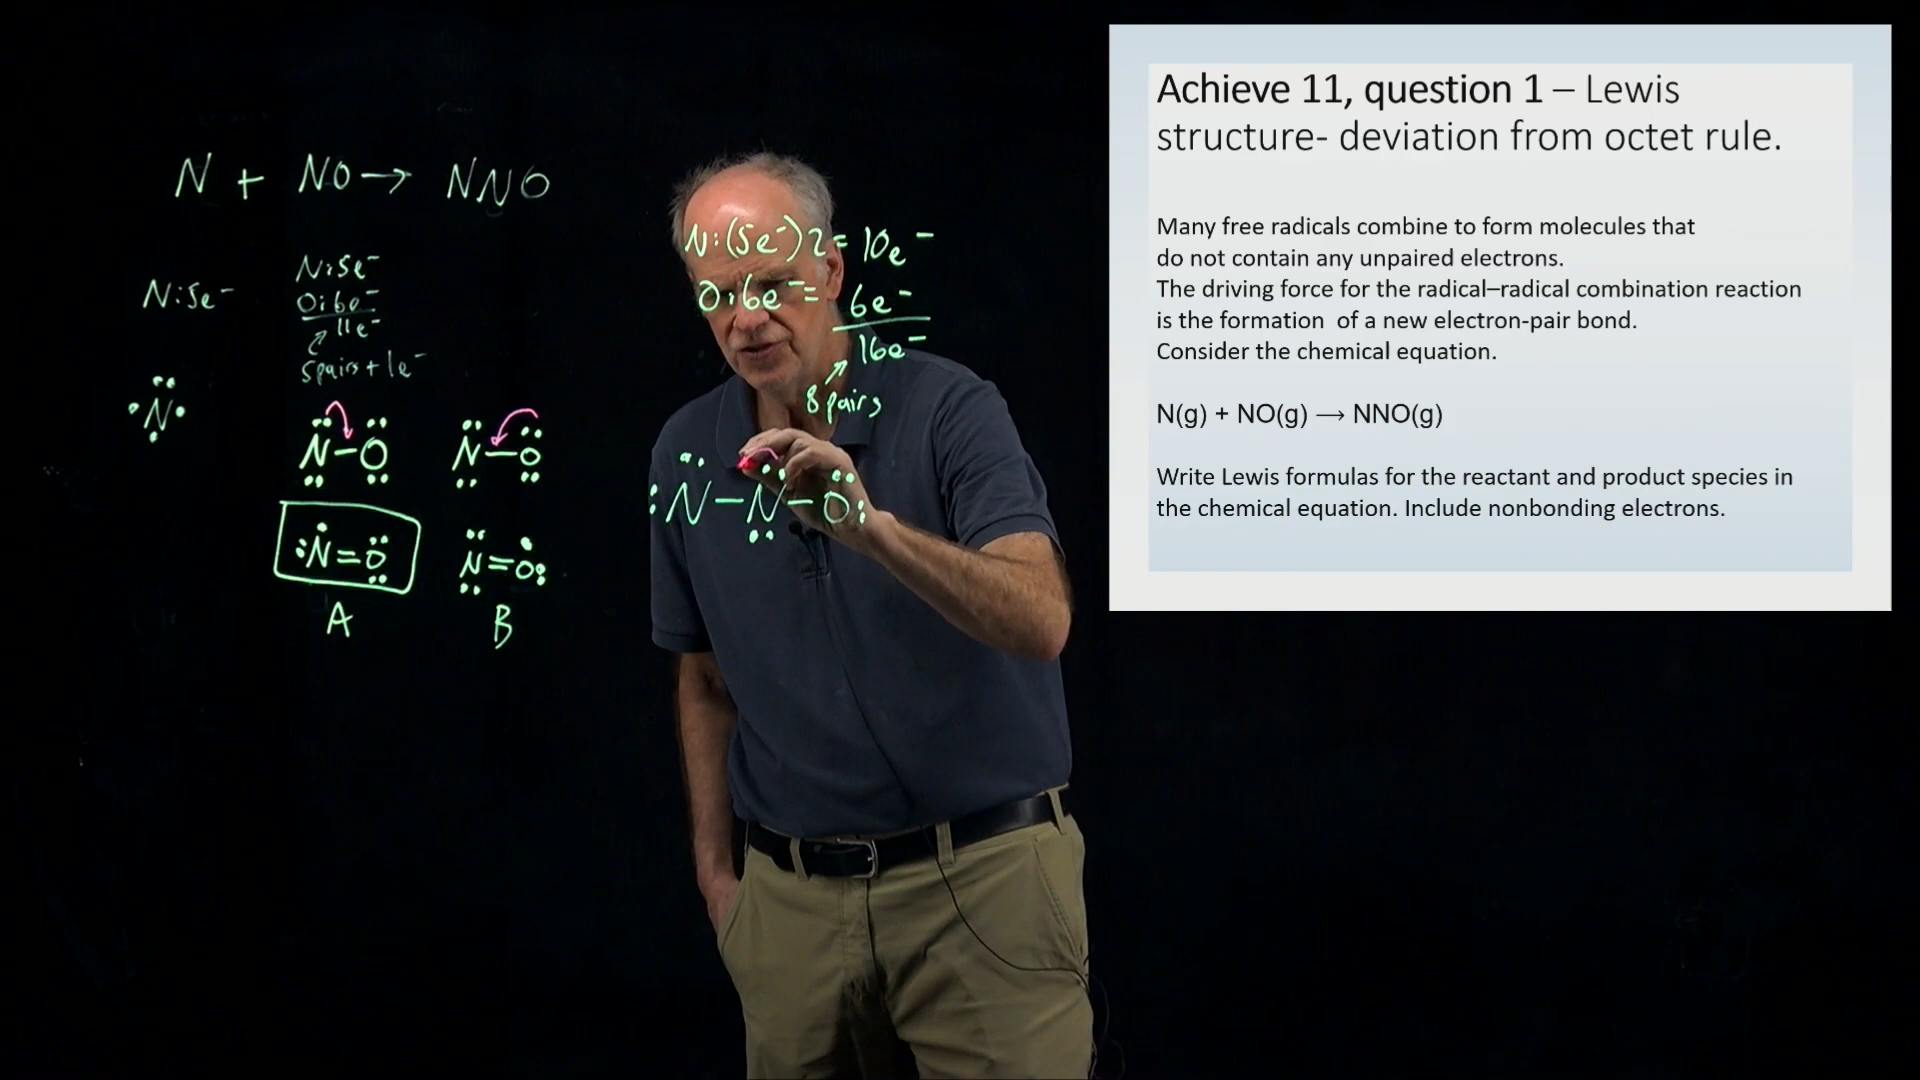 N + NO → NNO
N:5e⁻
N:5e⁻
O:6e⁻
11e⁻
5pairs + 1e⁻
N
N–O
N–O
N=O
N=O
A
B
N:(5e⁻)2 = 10e⁻
O:6e⁻ = 6e⁻
16e⁻
8 pairs
:N–N–O:
Achieve 11, question 1 – Lewis
structure- deviation from octet rule.
Many free radicals combine to form molecules that
do not contain any unpaired electrons.
The driving force for the radical–radical combination reaction
is the formation of a new electron-pair bond.
Consider the chemical equation.
N(g) + NO(g) ⟶ NNO(g)
Write Lewis formulas for the reactant and product species in
the chemical equation. Include nonbonding electrons.